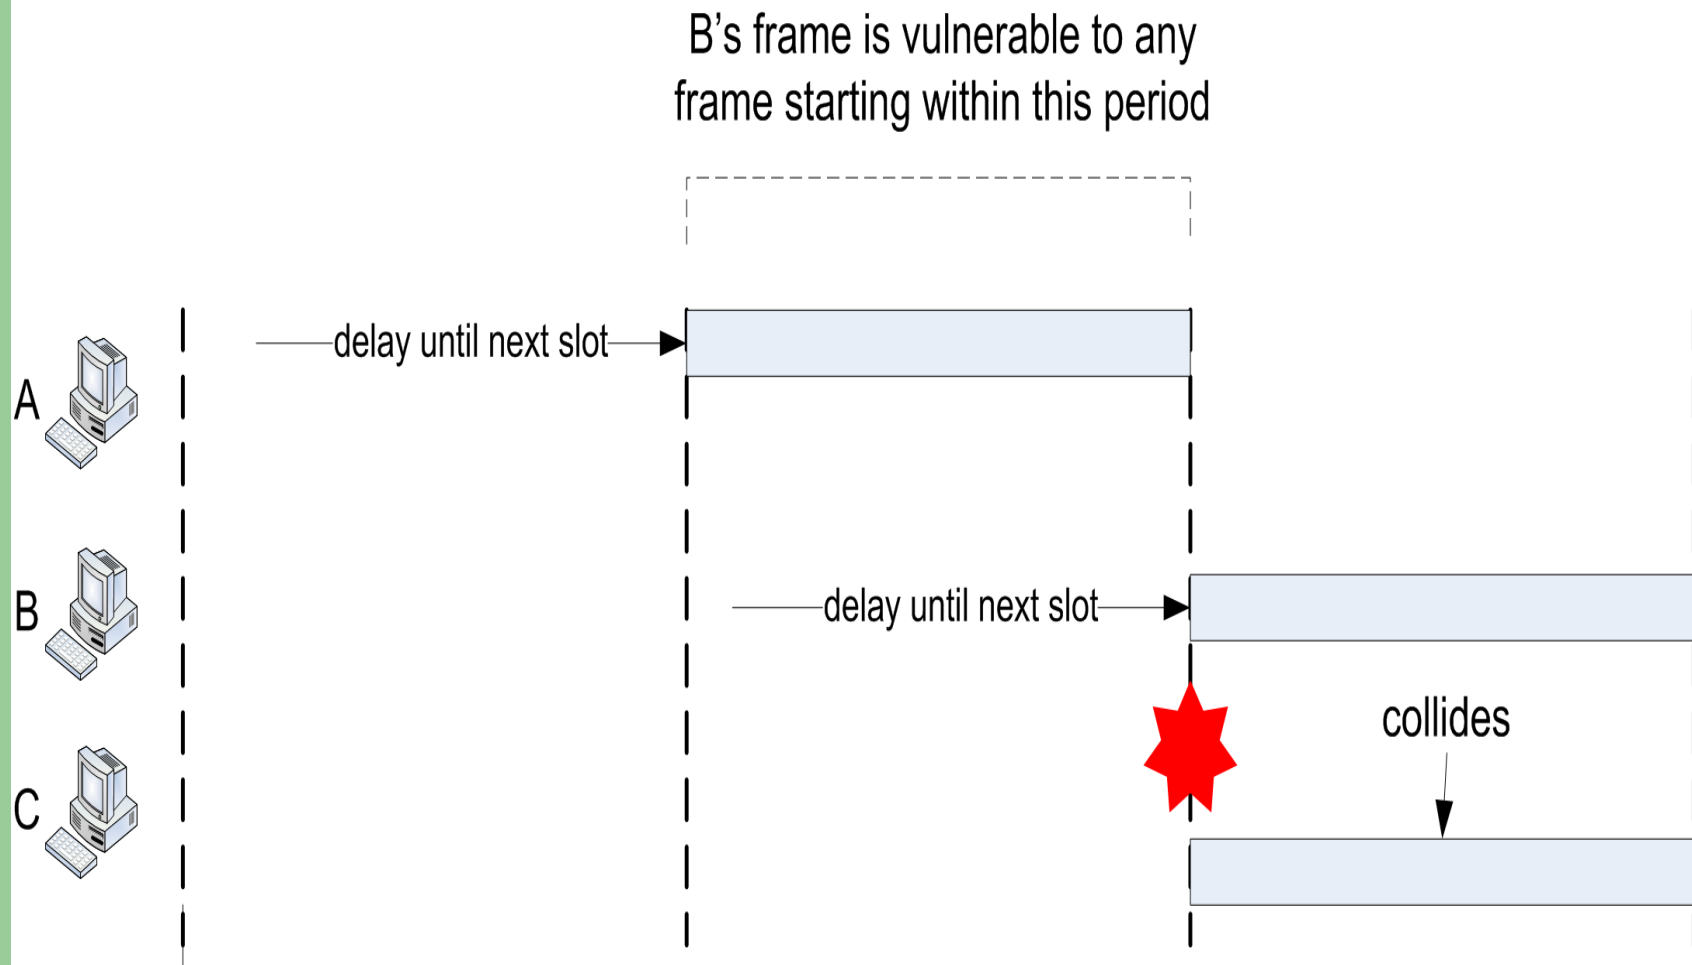 B’s frame is vulnerable to any
frame starting within this period
delay until next slot
A
B
delay until next slot
collides
C